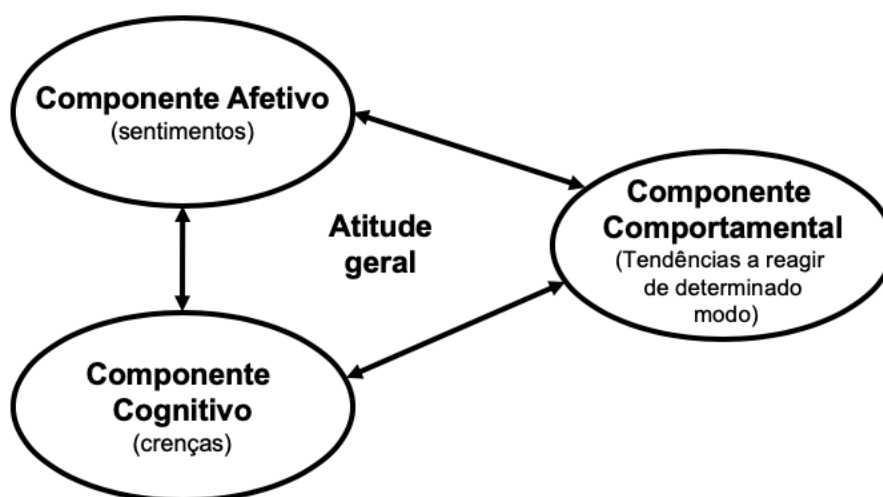 Componente Afetivo
(sentimentos)
Atitude
geral
Componente
Comportamental
(Tendências a reagir
de determinado
modo)
Componente
Cognitivo
(crenças)